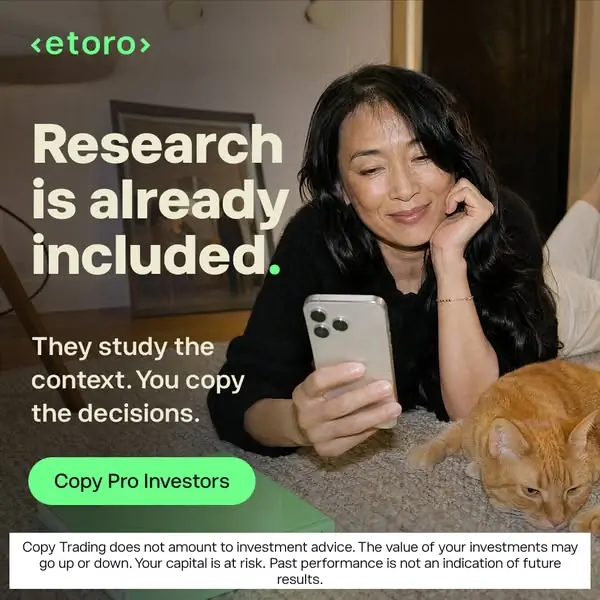 ‹etoro›
Research
is already
included.
They study the
context. You copy
the decisions.
Copy Pro Investors
Copy Trading does not amount to investment advice. The value of your investments may
go up or down. Your capital is at risk. Past performance is not an indication of future
results.